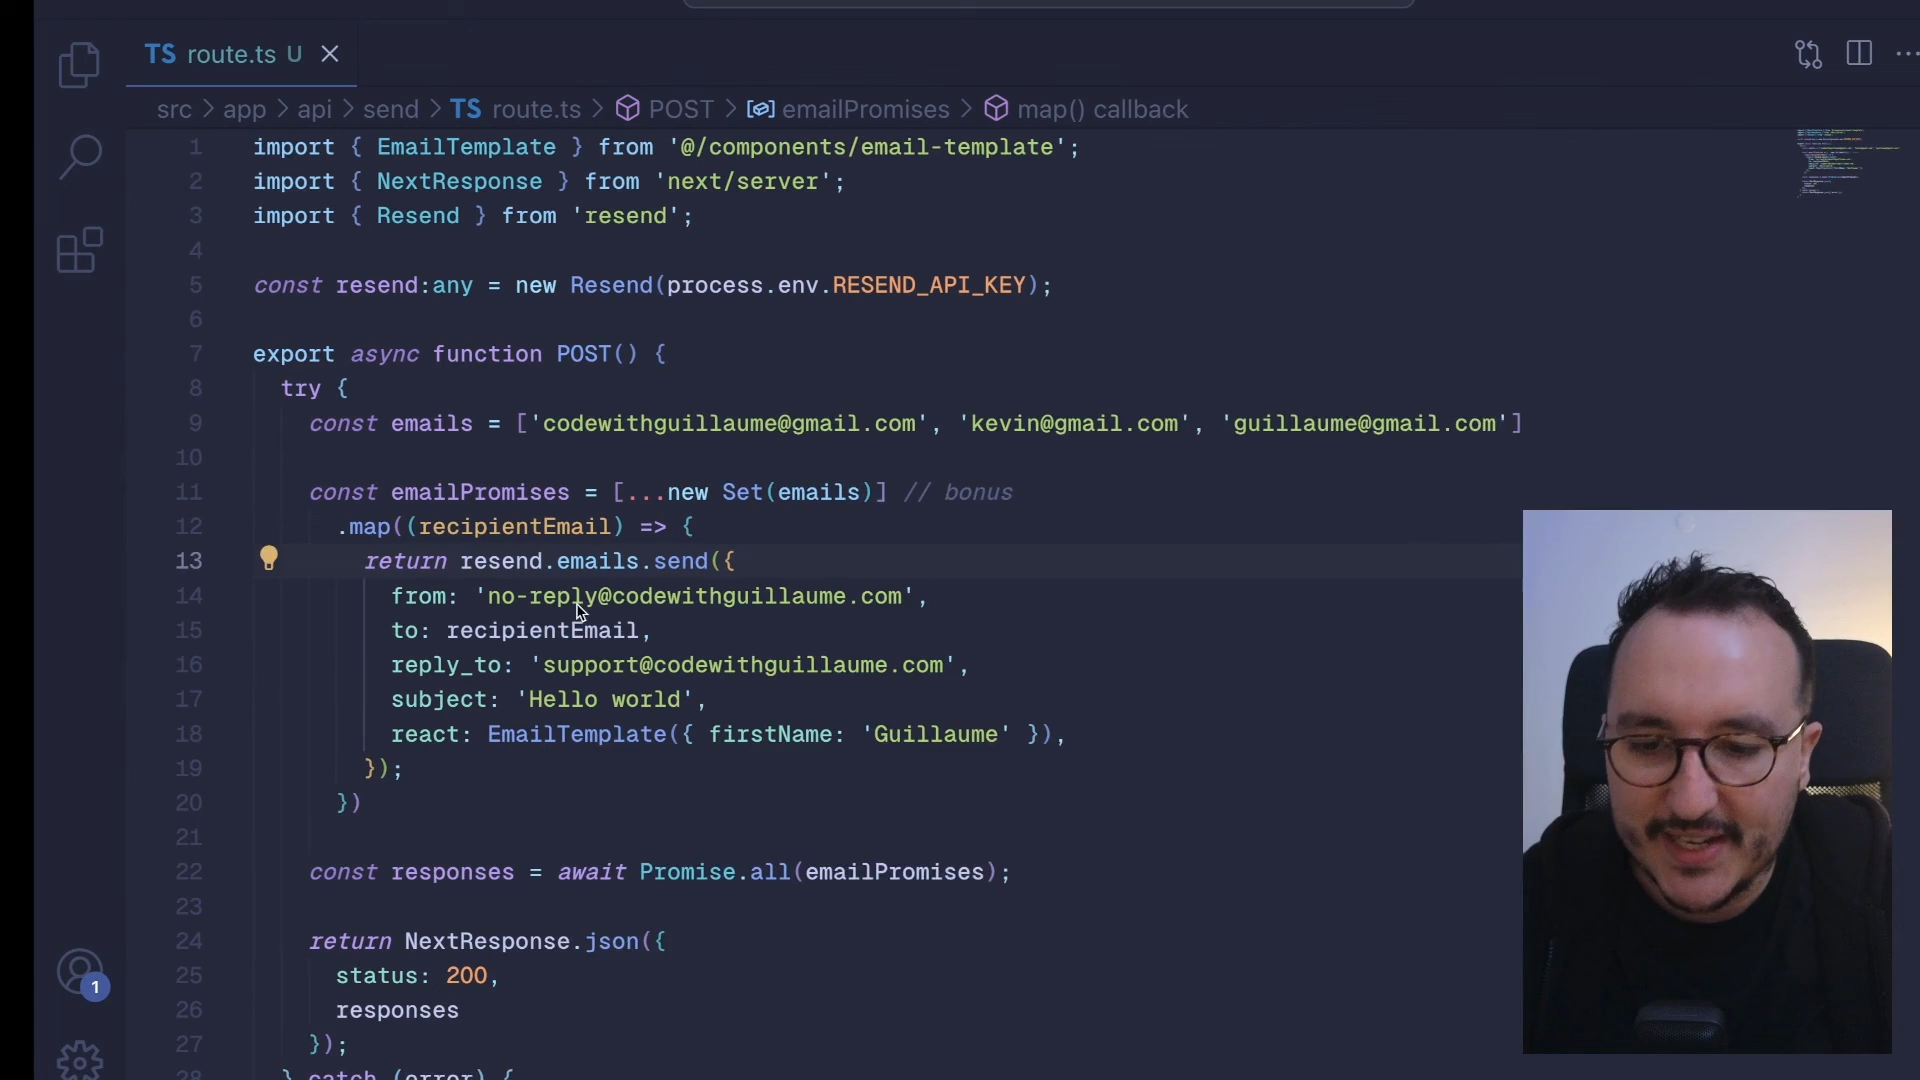 TS route.ts U
src > app > api > send > TS route.ts > POST > emailPromises > map() callback
1 import { EmailTemplate } from '@/components/email-template';
2 import { NextResponse } from 'next/server';
3 import { Resend } from 'resend';
4
5 const resend:any = new Resend(process.env.RESEND_API_KEY);
6
7 export async function POST() {
8 try {
9 const emails = ['codewithguillaume@gmail.com', 'kevin@gmail.com', 'guillaume@gmail.com']
10
11 const emailPromises = [...new Set(emails)] // bonus
12 .map((recipientEmail) => {
13 return resend.emails.send({
14 from: 'no-reply@codewithguillaume.com',
15 to: recipientEmail,
16 reply_to: 'support@codewithguillaume.com',
17 subject: 'Hello world',
18 react: EmailTemplate({ firstName: 'Guillaume' }),
19 });
20 })
21
22 const responses = await Promise.all(emailPromises);
23
24 return NextResponse.json({
25 status: 200,
26 responses
27 });
28 } catch (error) {
1